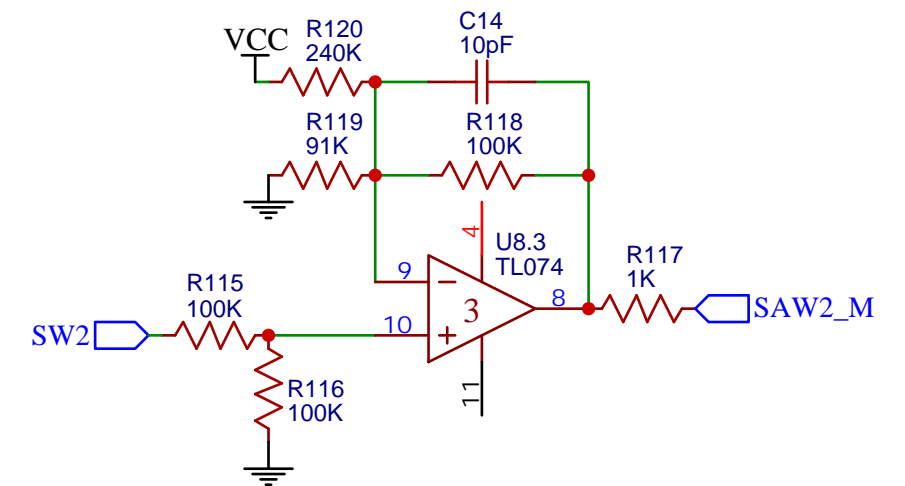 VCC
R120
240K
C14
10pF
R119
91K
R118
100K
4
U8.3
TL074
9
3
8
R117
1K
SAW2_M
R115
100K
SW2
10
R116
100K
11